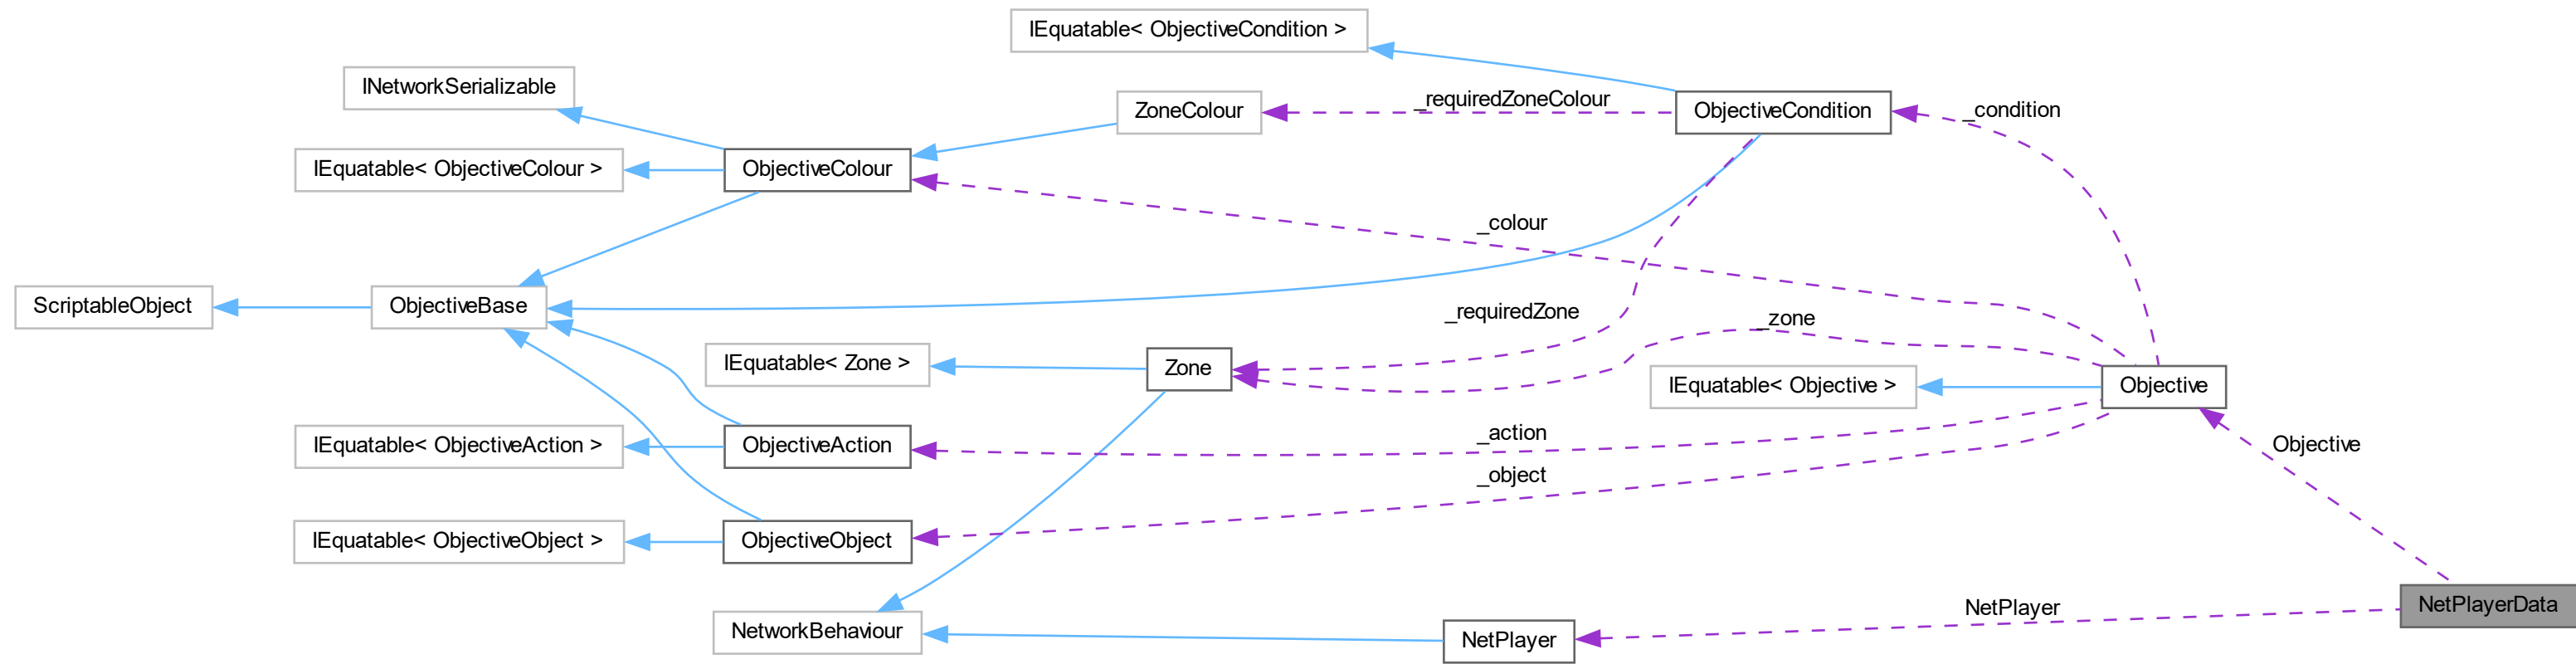 IEquatable< ObjectiveCondition >
INetworkSerializable
ZoneColour
_requiredZoneColour
ObjectiveCondition
_condition
IEquatable< ObjectiveColour >
ObjectiveColour
_colour
ScriptableObject
ObjectiveBase
_requiredZone
_zone
IEquatable< Zone >
Zone
IEquatable< Objective >
Objective
IEquatable< ObjectiveAction >
ObjectiveAction
_action
Objective
_object
IEquatable< ObjectiveObject >
ObjectiveObject
NetworkBehaviour
NetPlayer
NetPlayer
NetPlayerData